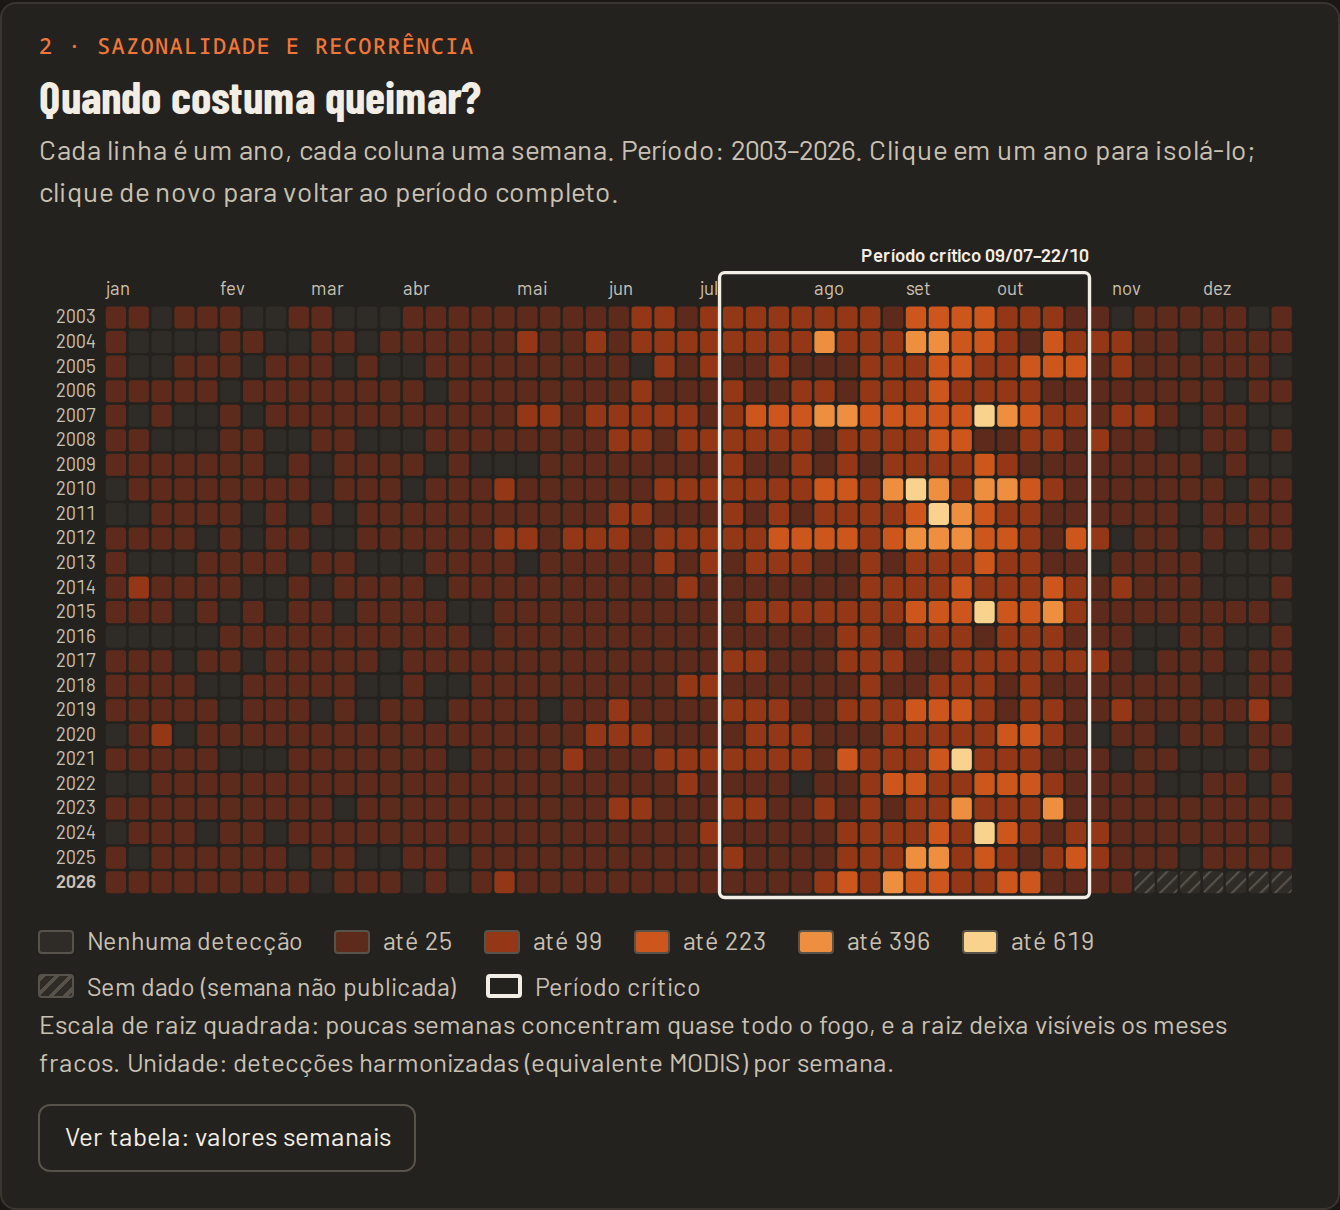 2 · SAZONALIDADE E RECORRÊNCIA
Quando costuma queimar?
Cada linha é um ano, cada coluna uma semana. Período: 2003–2026. Clique em um ano para isolá-lo;
clique de novo para voltar ao período completo.
Período crítico 09/07–22/10
jan fev mar abr mai jun jul ago set out nov dez
2003
2004
2005
2006
2007
2008
2009
2010
2011
2012
2013
2014
2015
2016
2017
2018
2019
2020
2021
2022
2023
2024
2025
2026
Nenhuma detecção até 25 até 99 até 223 até 396 até 619
Sem dado (semana não publicada) Período crítico
Escala de raiz quadrada: poucas semanas concentram quase todo o fogo, e a raiz deixa visíveis os meses
fracos. Unidade: detecções harmonizadas (equivalente MODIS) por semana.
Ver tabela: valores semanais